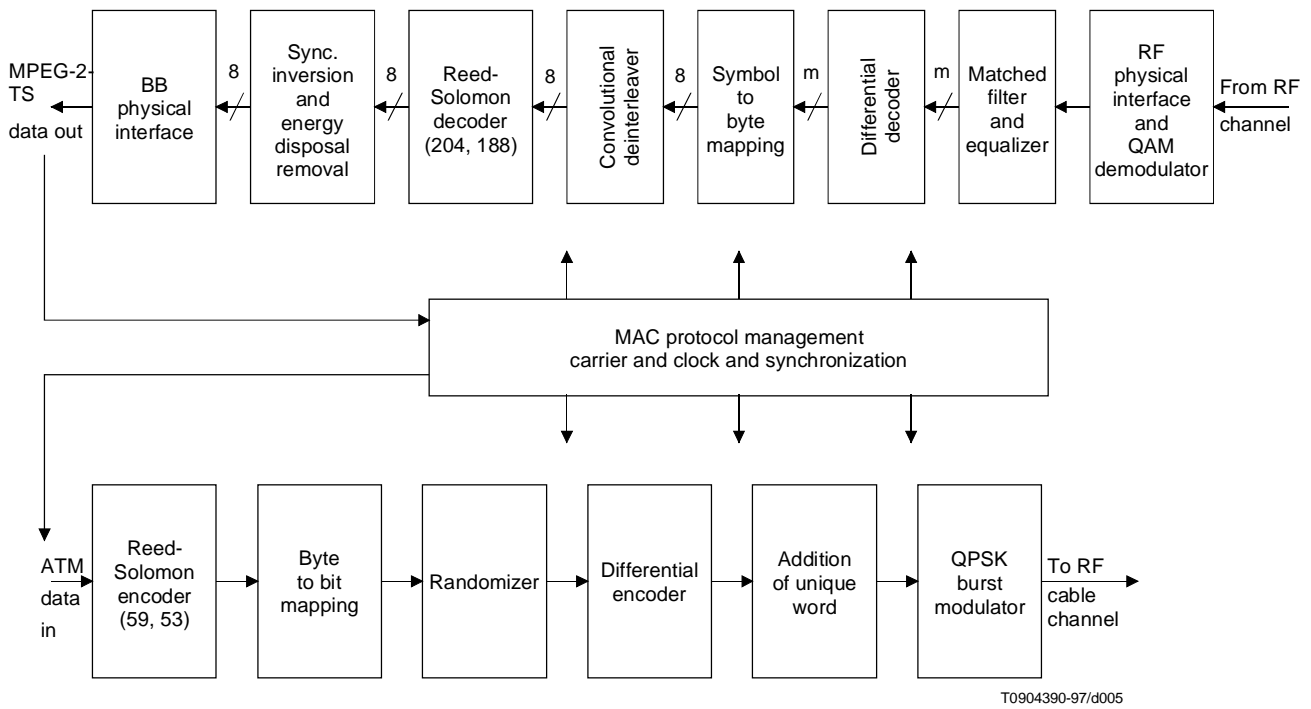 MPEG-2-
TS
data out
BB
physical
interface
8
Sync.
inversion
and
energy
disposal
removal
8
Reed-
Solomon
decoder
(204, 188)
8
Convolutional
deinterleaver
8
Symbol
to
byte
mapping
m
Differential
decoder
m
Matched
filter
and
equalizer
RF
physical
interface
and
QAM
demodulator
From RF
channel
MAC protocol management
carrier and clock and synchronization
ATM
data
in
Reed-
Solomon
encoder
(59, 53)
Byte
to bit
mapping
Randomizer
Differential
encoder
Addition
of unique
word
QPSK
burst
modulator
To RF
cable
channel
T0904390-97/d005